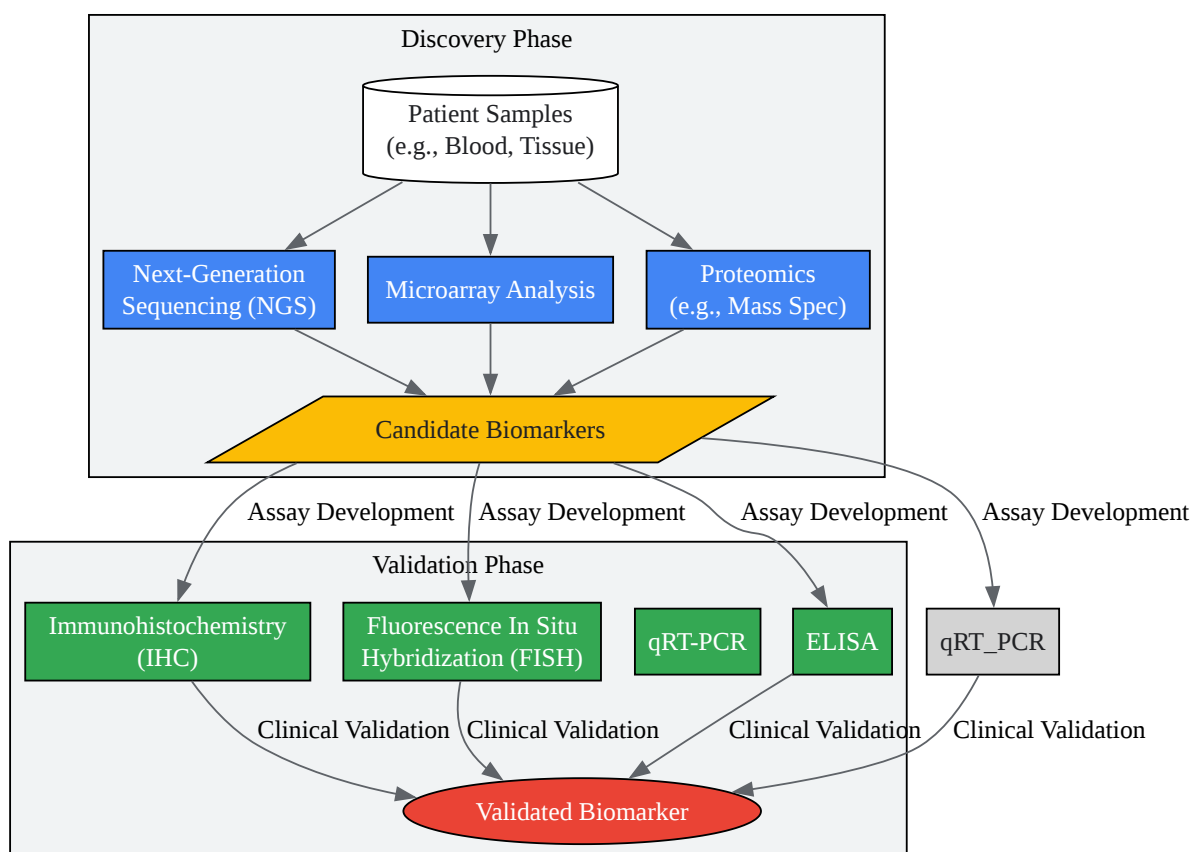 Discovery Phase
Patient Samples
(e.g., Blood, Tissue)
Next-Generation
Sequencing (NGS)
Microarray Analysis
Proteomics
(e.g., Mass Spec)
Candidate Biomarkers
Assay Development
Assay Development
Assay Development
Assay Development
Validation Phase
Immunohistochemistry
(IHC)
Fluorescence In Situ
Hybridization (FISH)
qRT-PCR
ELISA
qRT_PCR
Clinical Validation
Clinical Validation
Clinical Validation
Clinical Validation
Validated Biomarker